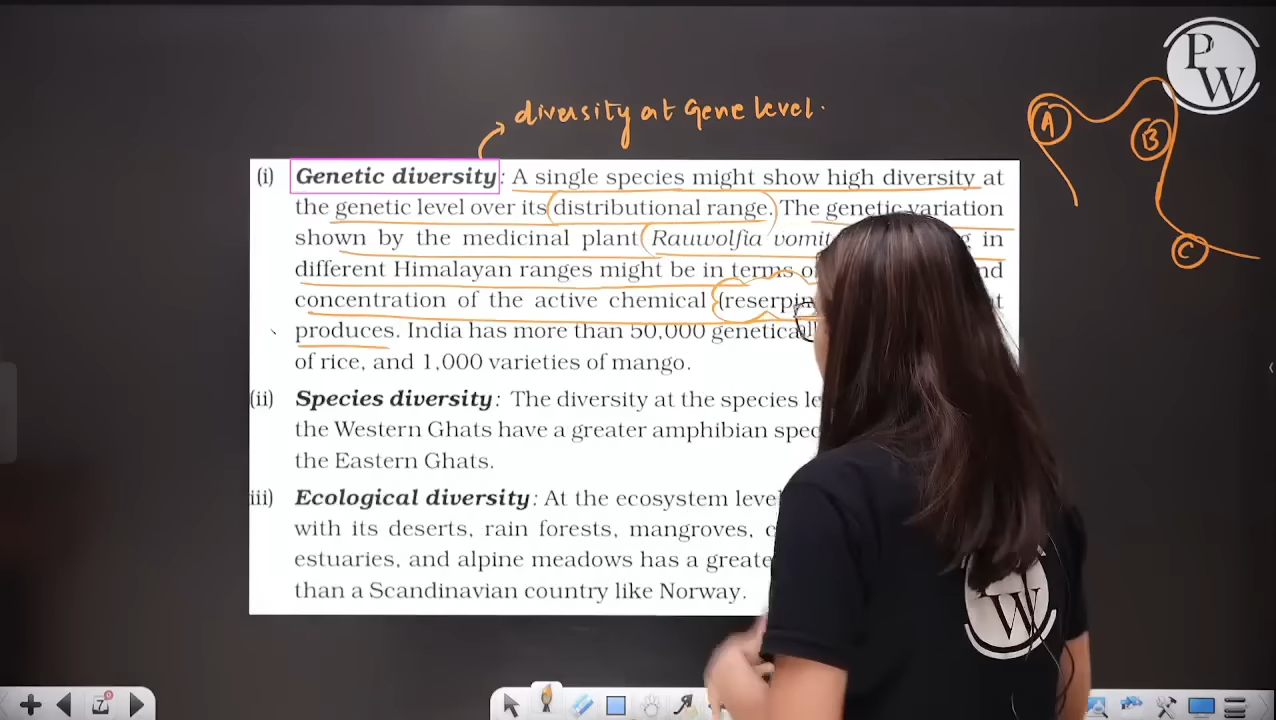 diversity at Gene level.
PW
A
B
C
(i) Genetic diversity: A single species might show high diversity at
the genetic level over its distributional range. The genetic variation
shown by the medicinal plant Rauwolfia vomit in
different Himalayan ranges might be in terms nd
concentration of the active chemical (reserpin t
produces. India has more than 50,000 genetical
of rice, and 1,000 varieties of mango.
(ii) Species diversity: The diversity at the species le
the Western Ghats have a greater amphibian spec
the Eastern Ghats.
iii) Ecological diversity: At the ecosystem level
with its deserts, rain forests, mangroves, c
estuaries, and alpine meadows has a greate
than a Scandinavian country like Norway.
W
7